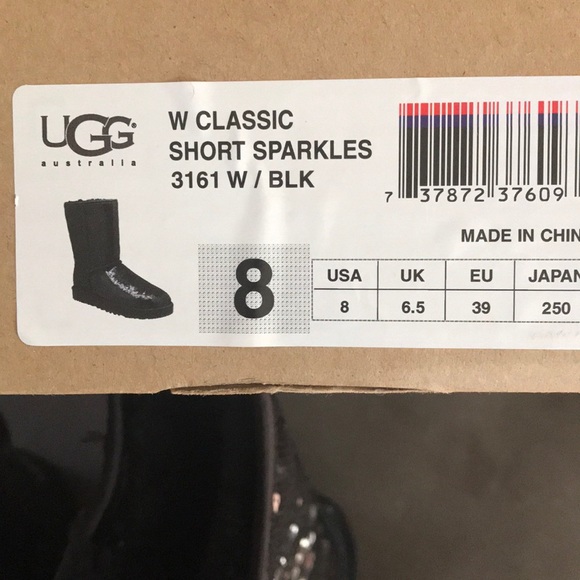 UGG®
australia
W CLASSIC
SHORT SPARKLES
3161 W / BLK
7 37872 37609
MADE IN CHIN
8
USA UK EU JAPAN
8 6.5 39 250